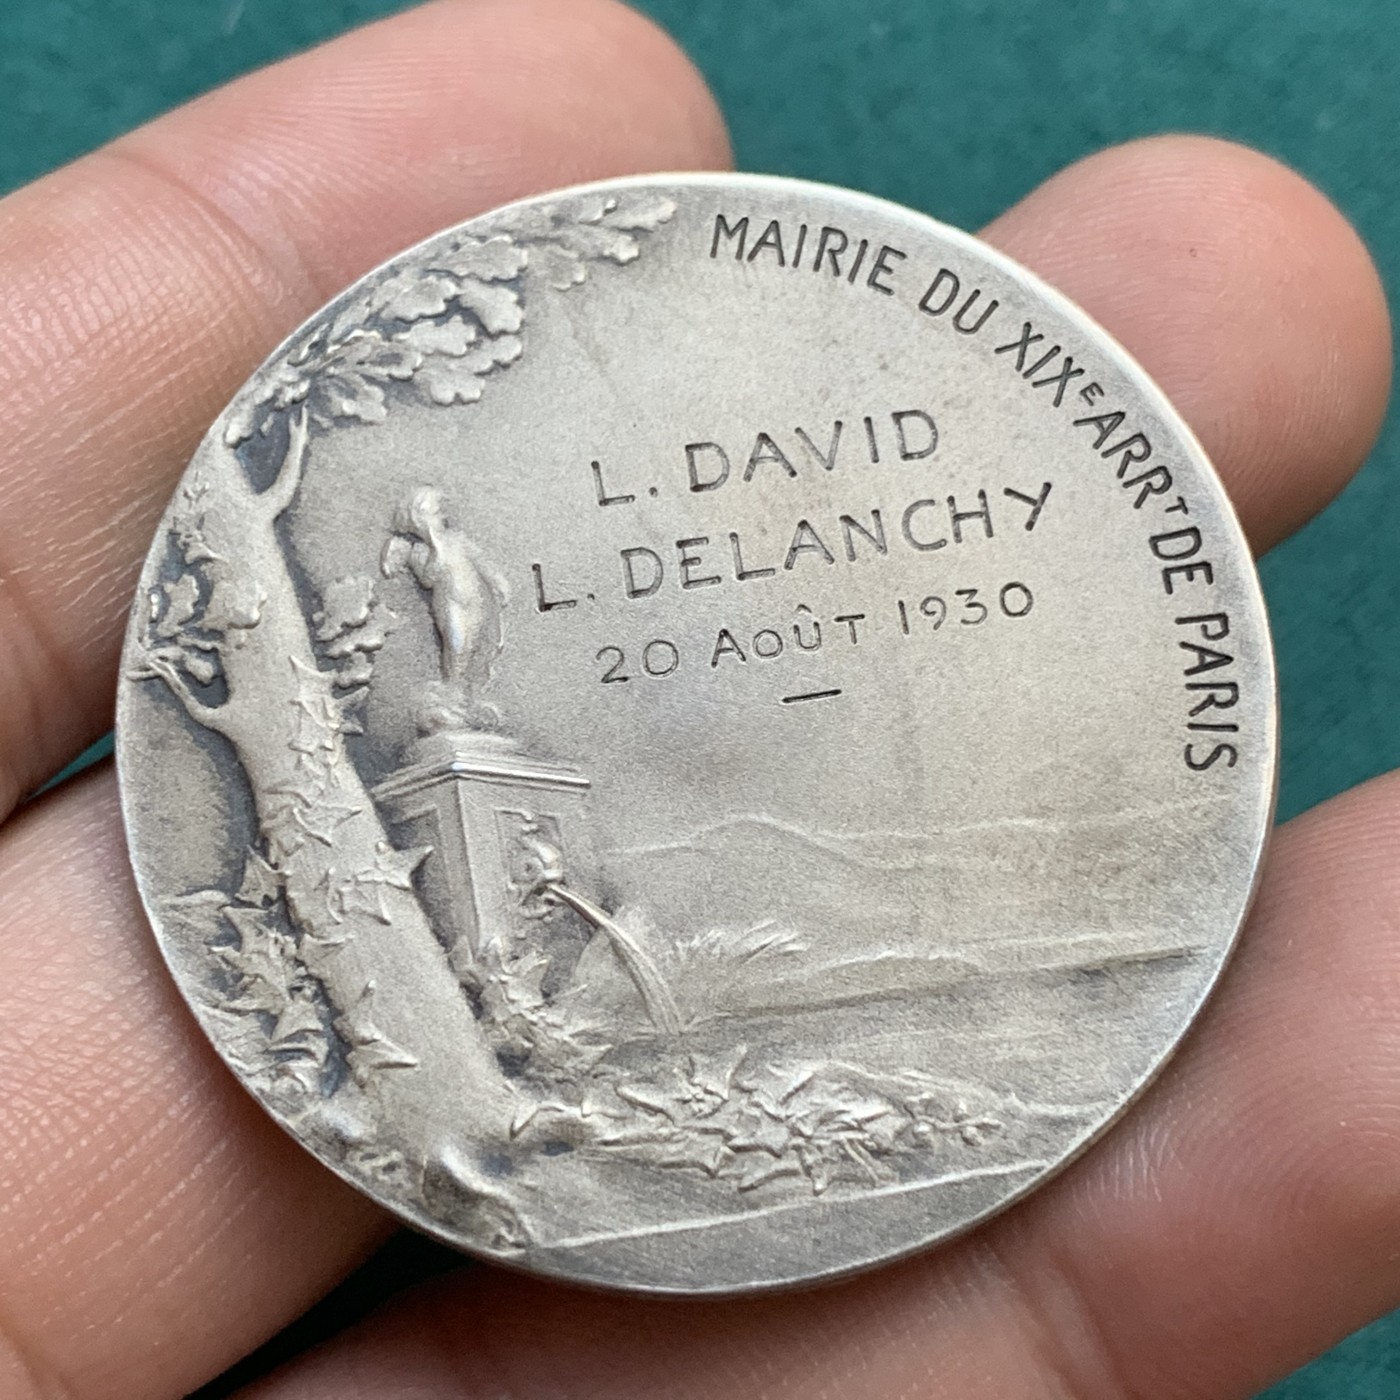 MAIRIE DU XIXE ARRT DE PARIS
L. DAVID
L. DELANCHY
20 AOÛT 1930